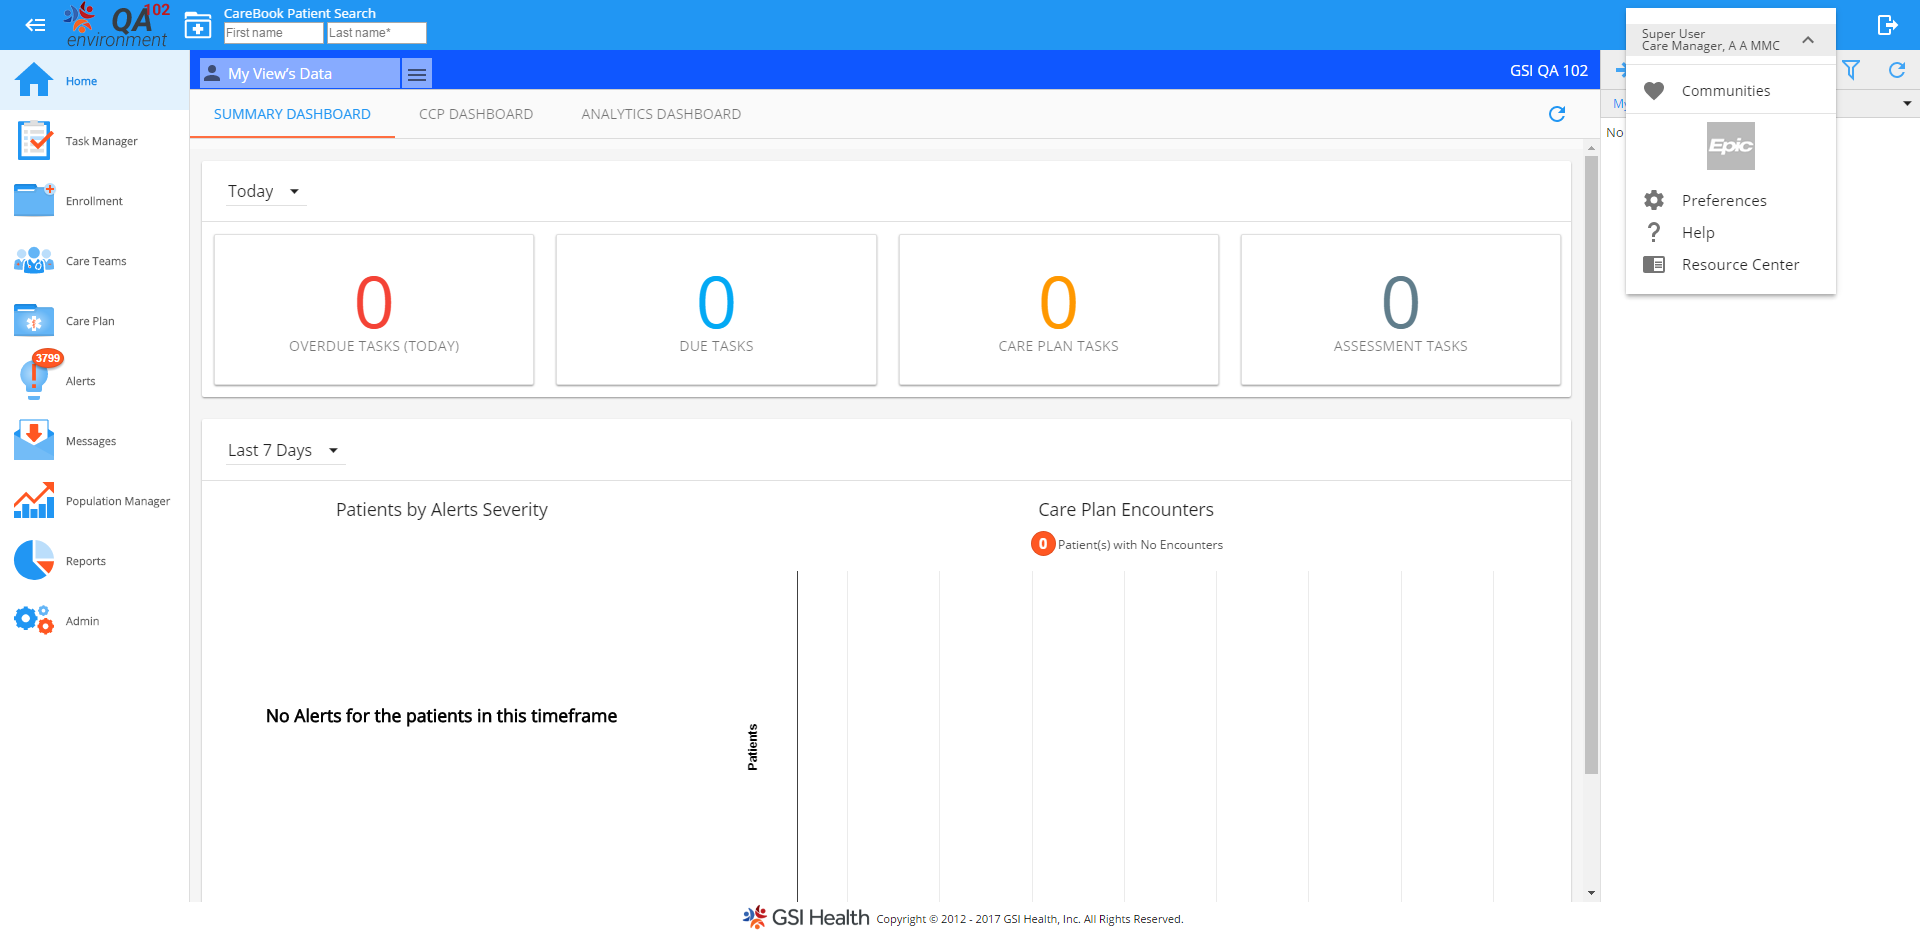 QA 102
environment
CareBook Patient Search
First name
Last name*
Super User
Care Manager, A A MMC
Communities
Epic
Preferences
Help
Resource Center
Home
Task Manager
Enrollment
Care Teams
Care Plan
3799
Alerts
Messages
Population Manager
Reports
Admin
My View's Data
GSI QA 102
SUMMARY DASHBOARD
CCP DASHBOARD
ANALYTICS DASHBOARD
My
No
Today
0
OVERDUE TASKS (TODAY)
0
DUE TASKS
0
CARE PLAN TASKS
0
ASSESSMENT TASKS
Last 7 Days
Patients by Alerts Severity
No Alerts for the patients in this timeframe
Care Plan Encounters
0 Patient(s) with No Encounters
Patients
GSI Health Copyright © 2012 - 2017 GSI Health, Inc. All Rights Reserved.